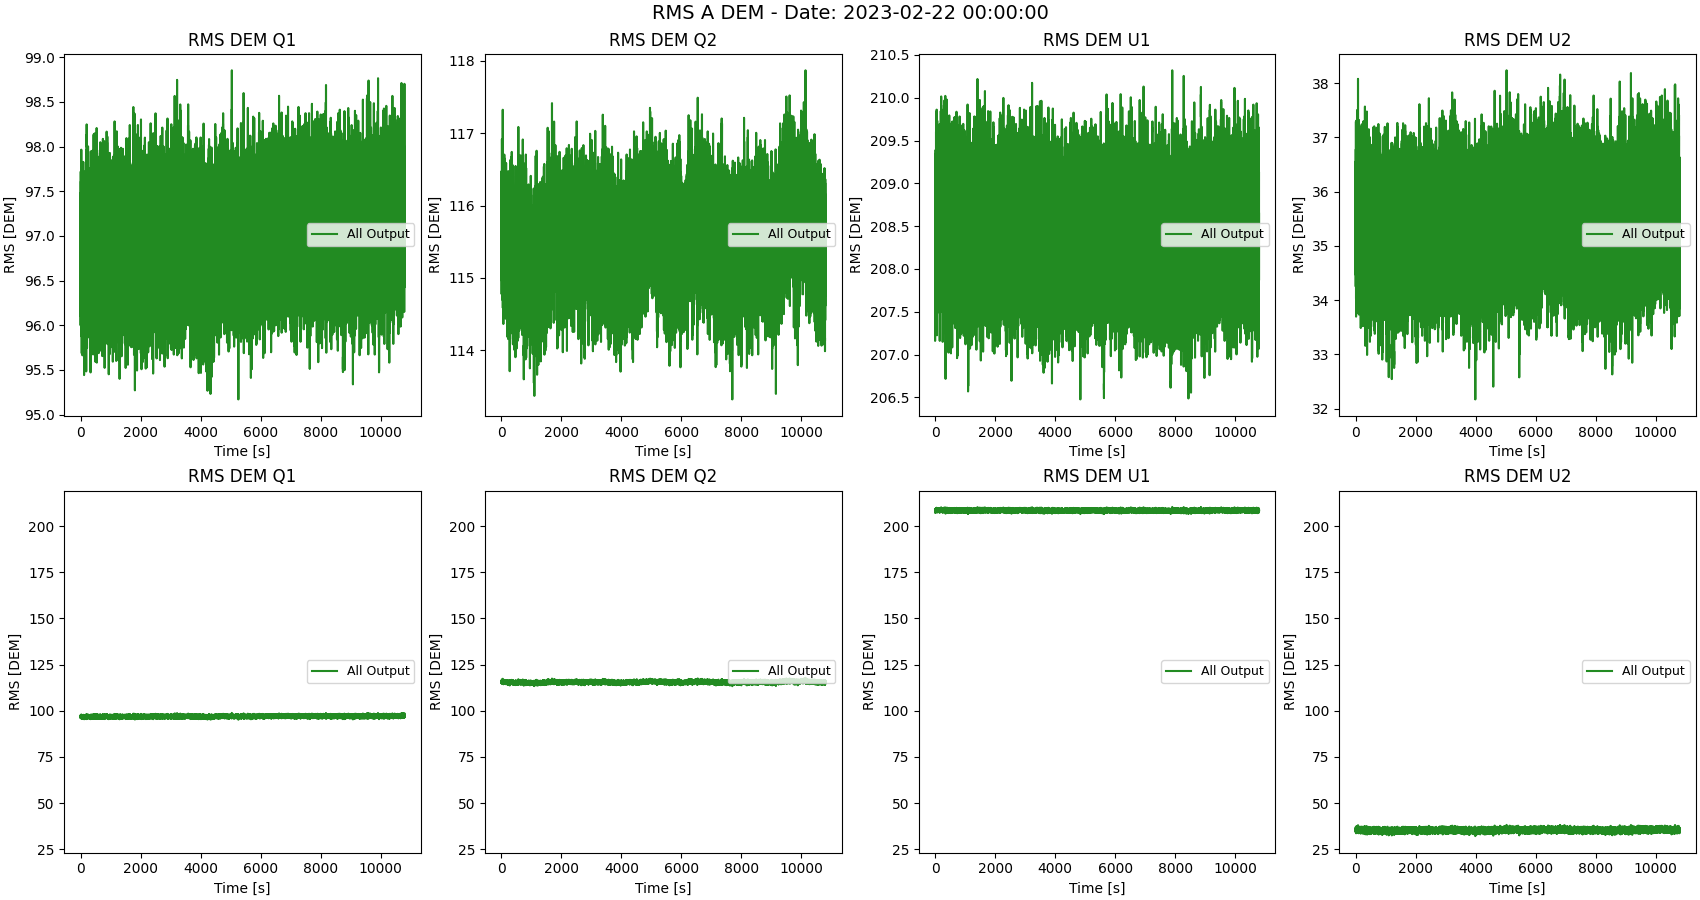 RMS A DEM - Date: 2023-02-22 00:00:00
RMS DEM Q1
RMS DEM Q2
RMS DEM U1
RMS DEM U2
RMS [DEM]
99.0
98.5
98.0
97.5
97.0
96.5
96.0
95.5
95.0
All Output
0 2000 4000 6000 8000 10000
Time [s]
RMS [DEM]
118
117
116
115
114
All Output
0 2000 4000 6000 8000 10000
Time [s]
RMS [DEM]
210.5
210.0
209.5
209.0
208.5
208.0
207.5
207.0
206.5
All Output
0 2000 4000 6000 8000 10000
Time [s]
RMS [DEM]
38
37
36
35
34
33
32
All Output
0 2000 4000 6000 8000 10000
Time [s]
RMS DEM Q1
RMS DEM Q2
RMS DEM U1
RMS DEM U2
RMS [DEM]
200
175
150
125
100
75
50
25
All Output
0 2000 4000 6000 8000 10000
Time [s]
RMS [DEM]
200
175
150
125
100
75
50
25
All Output
0 2000 4000 6000 8000 10000
Time [s]
RMS [DEM]
200
175
150
125
100
75
50
25
All Output
0 2000 4000 6000 8000 10000
Time [s]
RMS [DEM]
200
175
150
125
100
75
50
25
All Output
0 2000 4000 6000 8000 10000
Time [s]